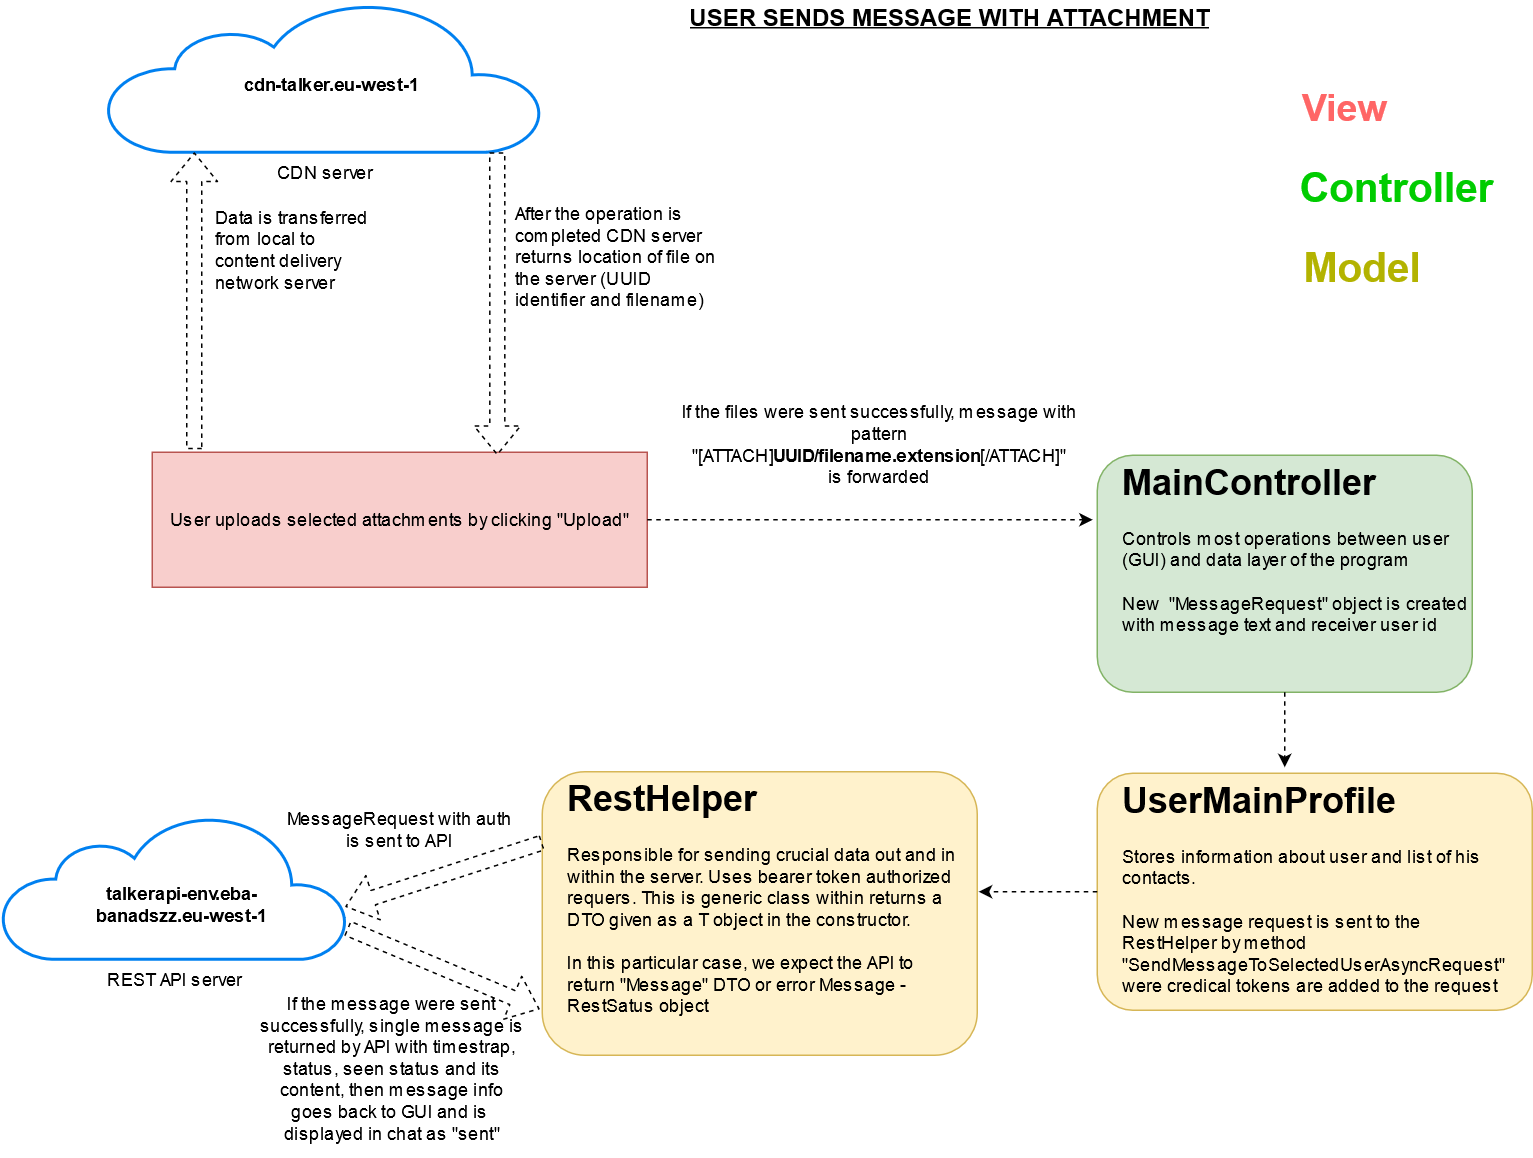 USER SENDS MESSAGE WITH ATTACHMENT
cdn-talker.eu-west-1
CDN server
View
Controller
Model
Data is transferred
from local to
content delivery
network server
After the operation is
completed CDN server
returns location of file on
the server (UUID
identifier and filename)
User uploads selected attachments by clicking "Upload"
If the files were sent successfully, message with
pattern
"[ATTACH]UUID/filename.extension[/ATTACH]"
is forwarded
MainController
Controls most operations between user
(GUI) and data layer of the program
New "MessageRequest" object is created
with message text and receiver user id
UserMainProfile
Stores information about user and list of his
contacts.
New message request is sent to the
RestHelper by method
"SendMessageToSelectedUserAsyncRequest"
were credical tokens are added to the request
RestHelper
Responsible for sending crucial data out and in
within the server. Uses bearer token authorized
requers. This is generic class within returns a
DTO given as a T object in the constructor.
In this particular case, we expect the API to
return "Message" DTO or error Message -
RestSatus object
MessageRequest with auth
is sent to API
talkerapi-env.eba-
banadszz.eu-west-1
REST API server
If the message were sent
successfully, single message is
returned by API with timestrap,
status, seen status and its
content, then message info
goes back to GUI and is
displayed in chat as "sent"